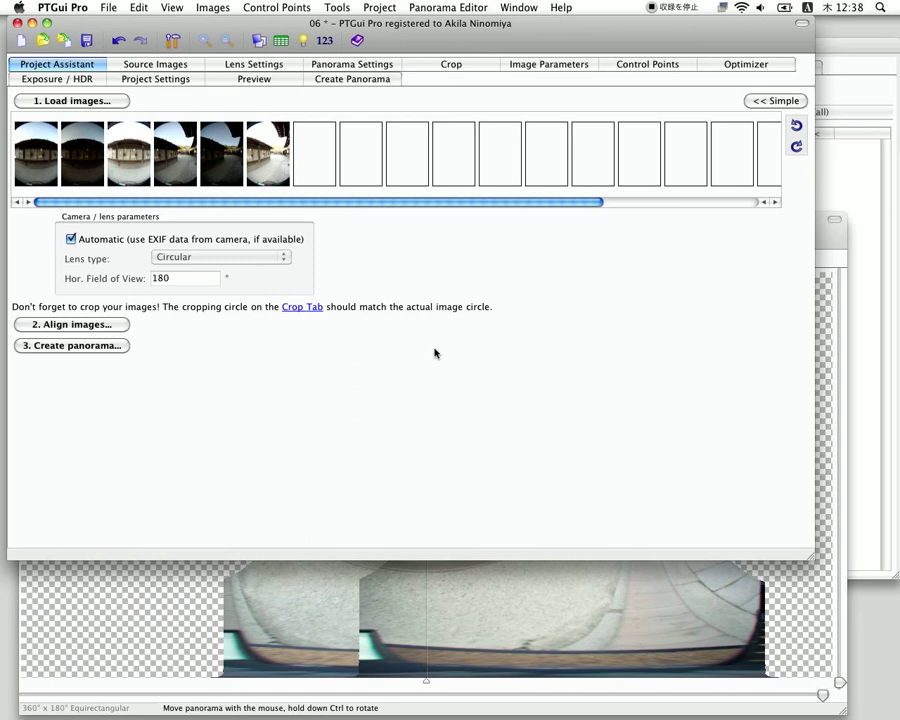 PTGui Pro File Edit View Images Control Points Tools Project Panorama Editor Window Help 収録を停止 A 木 12:38
06 * – PTGui Pro registered to Akila Ninomiya
123
Project Assistant Source Images Lens Settings Panorama Settings Crop Image Parameters Control Points Optimizer
Exposure / HDR Project Settings Preview Create Panorama
1. Load images... << Simple
all)
Camera / lens parameters
Automatic (use EXIF data from camera, if available)
Lens type: Circular
Hor. Field of View: 180 °
Don't forget to crop your images! The cropping circle on the Crop Tab should match the actual image circle.
2. Align images...
3. Create panorama...
360° x 180° Equirectangular Move panorama with the mouse, hold down Ctrl to rotate